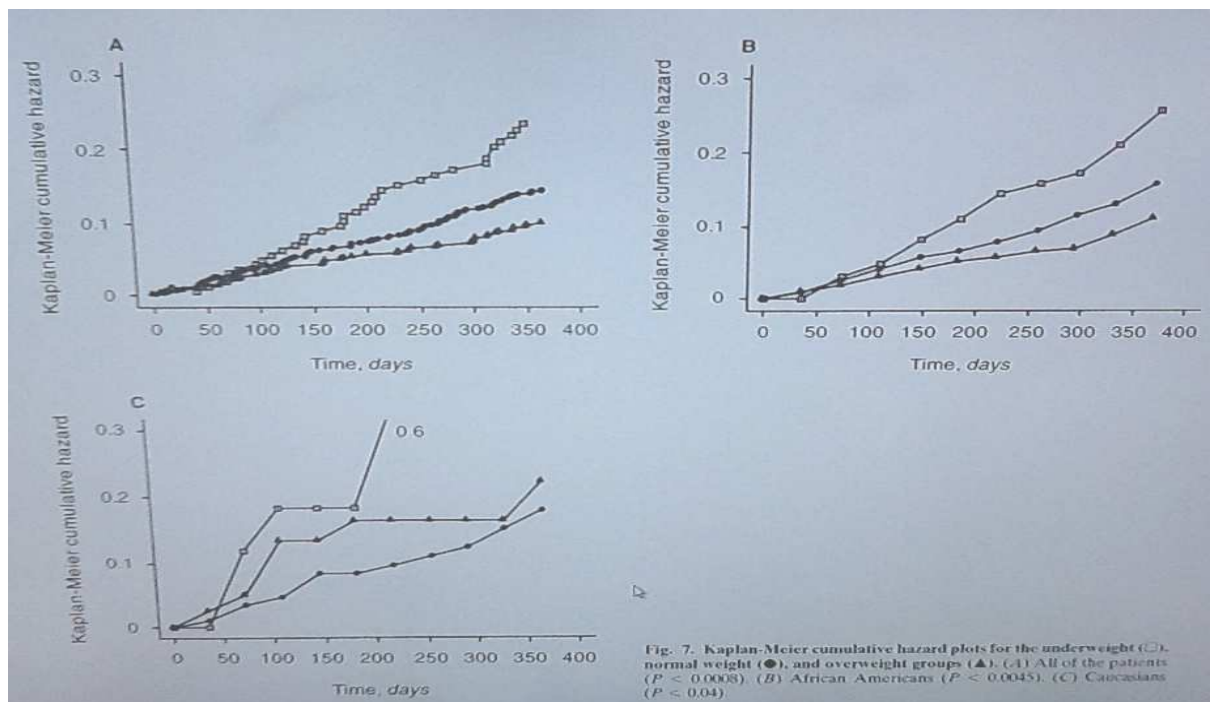 A
Kaplan-Meier cumulative hazard
0.3
0.2
0.1
0
0 50 100 150 200 250 300 350 400
Time, days
B
Kaplan-Meier cumulative hazard
0.3
0.2
0.1
0
0 50 100 150 200 250 300 350 400
Time, days
C
Kaplan-Meier cumulative hazard
0.3
0.2
0.1
0
0 6
0 50 100 150 200 250 300 350 400
Time, days
Fig. 7. Kaplan-Meier cumulative hazard plots for the underweight (□),
normal weight (●), and overweight groups (▲). (A) All of the patients
(P < 0.0008). (B) African Americans (P < 0.0045). (C) Caucasians
(P < 0.04).